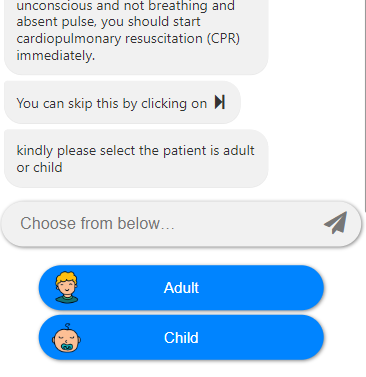 unconscious and not breathing and
absent pulse, you should start
cardiopulmonary resuscitation (CPR)
immediately.
You can skip this by clicking on
kindly please select the patient is adult
or child
Choose from below...
Adult
Child